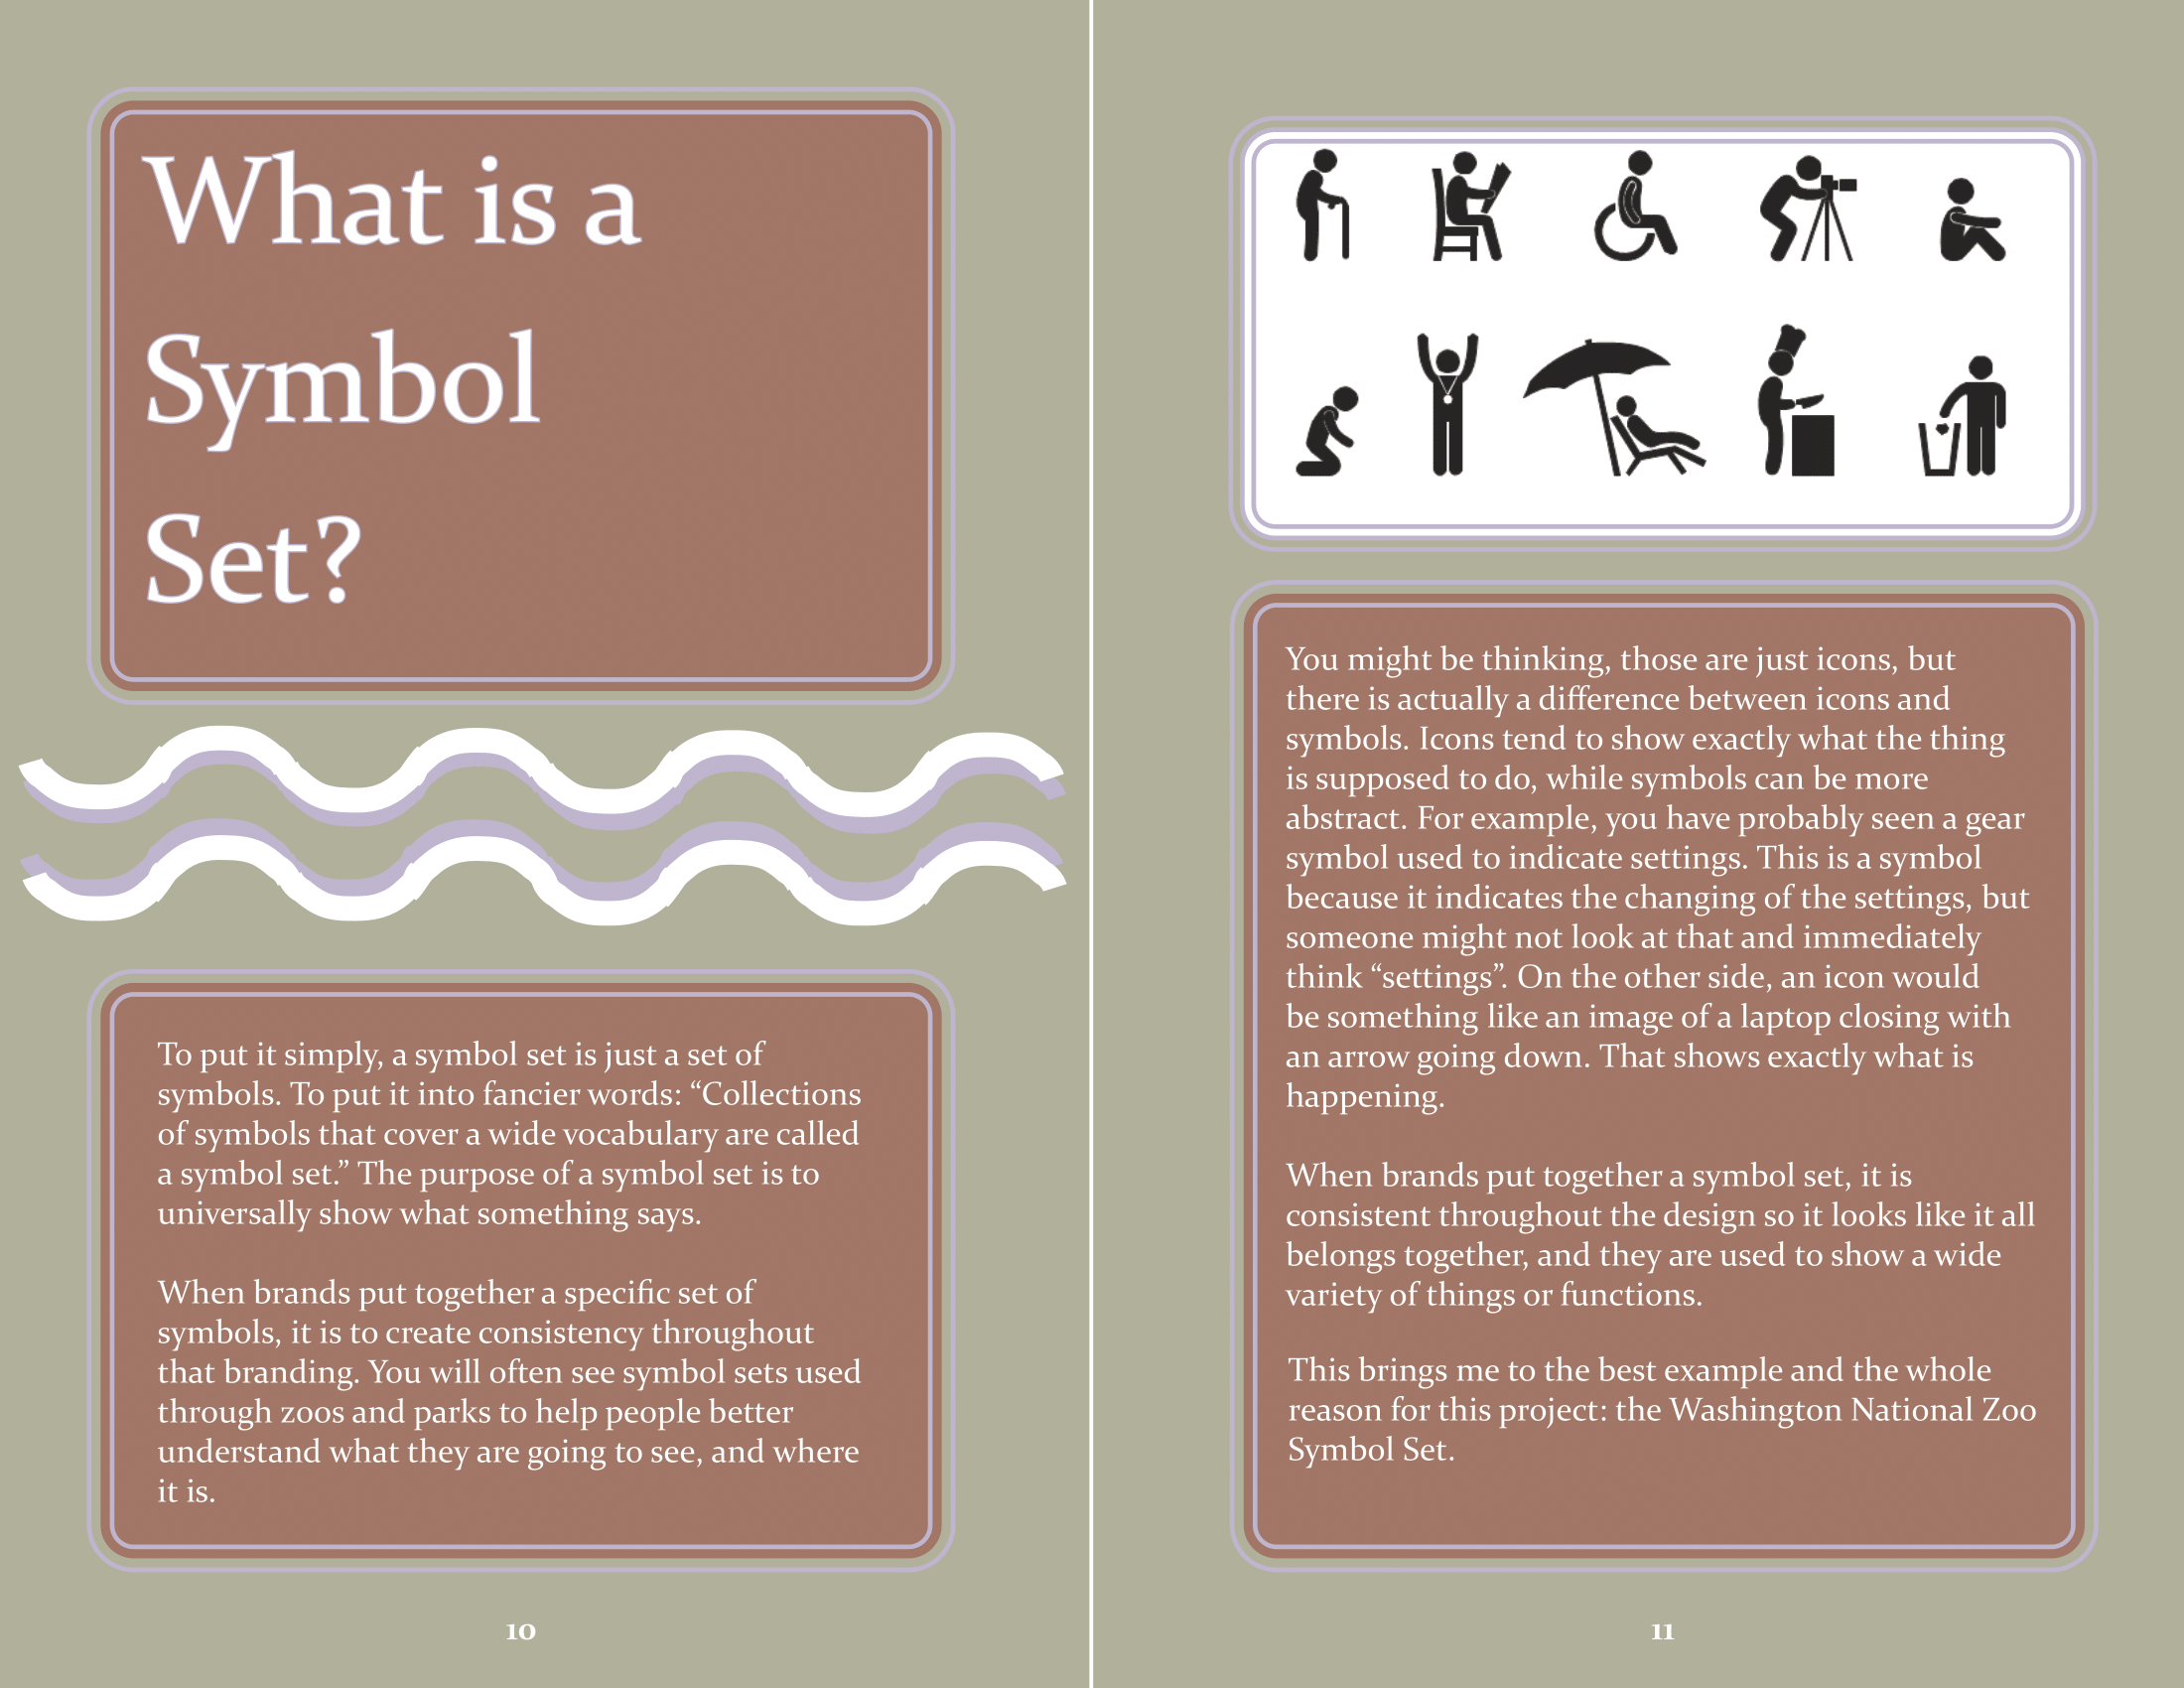 What is a
Symbol
Set?
To put it simply, a symbol set is just a set of
symbols. To put it into fancier words: “Collections
of symbols that cover a wide vocabulary are called
a symbol set.” The purpose of a symbol set is to
universally show what something says.
When brands put together a specific set of
symbols, it is to create consistency throughout
that branding. You will often see symbol sets used
through zoos and parks to help people better
understand what they are going to see, and where
it is.
10
You might be thinking, those are just icons, but
there is actually a difference between icons and
symbols. Icons tend to show exactly what the thing
is supposed to do, while symbols can be more
abstract. For example, you have probably seen a gear
symbol used to indicate settings. This is a symbol
because it indicates the changing of the settings, but
someone might not look at that and immediately
think “settings”. On the other side, an icon would
be something like an image of a laptop closing with
an arrow going down. That shows exactly what is
happening.
When brands put together a symbol set, it is
consistent throughout the design so it looks like it all
belongs together, and they are used to show a wide
variety of things or functions.
This brings me to the best example and the whole
reason for this project: the Washington National Zoo
Symbol Set.
11